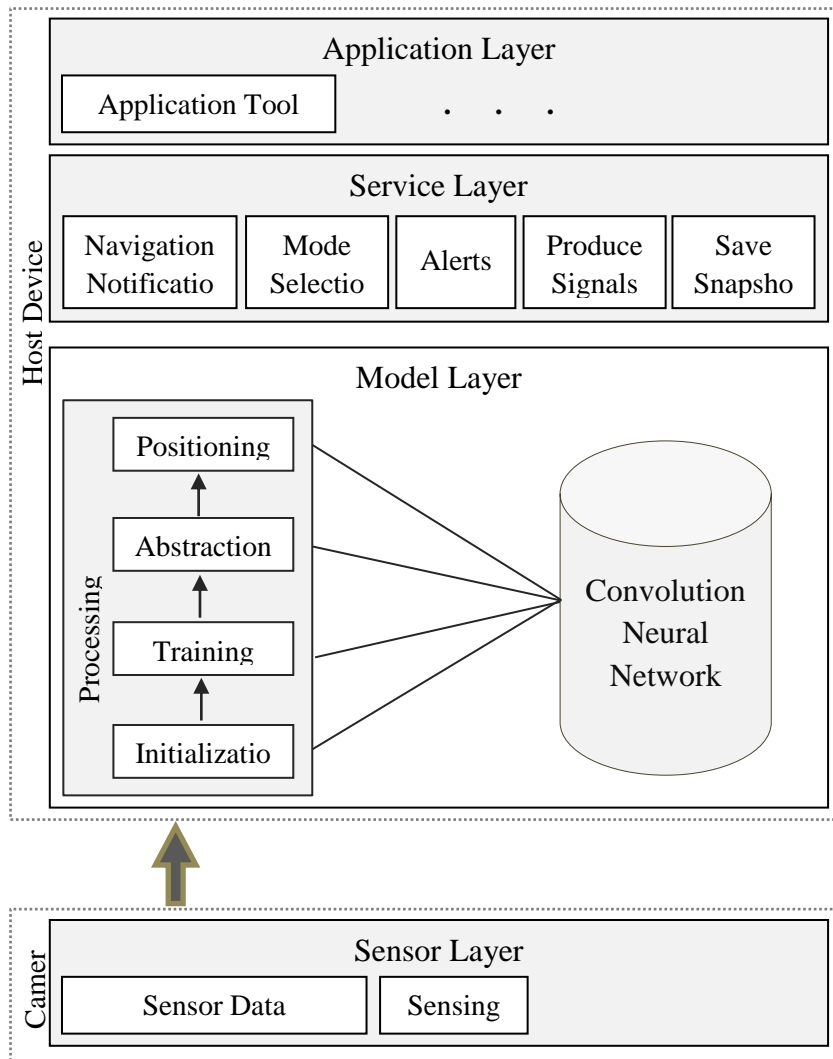 Application Layer
Application Tool
. . .
Host Device
Service Layer
Navigation
Notificatio
Mode
Selectio
Alerts
Produce
Signals
Save
Snapsho
Model Layer
Processing
Positioning
Abstraction
Training
Initializatio
Convolution
Neural
Network
Camer
Sensor Layer
Sensor Data
Sensing